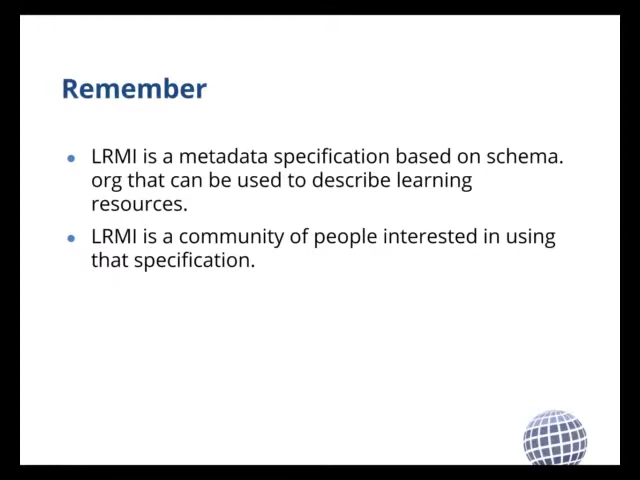 Remember
● LRMI is a metadata specification based on schema.
org that can be used to describe learning
resources.
● LRMI is a community of people interested in using
that specification.